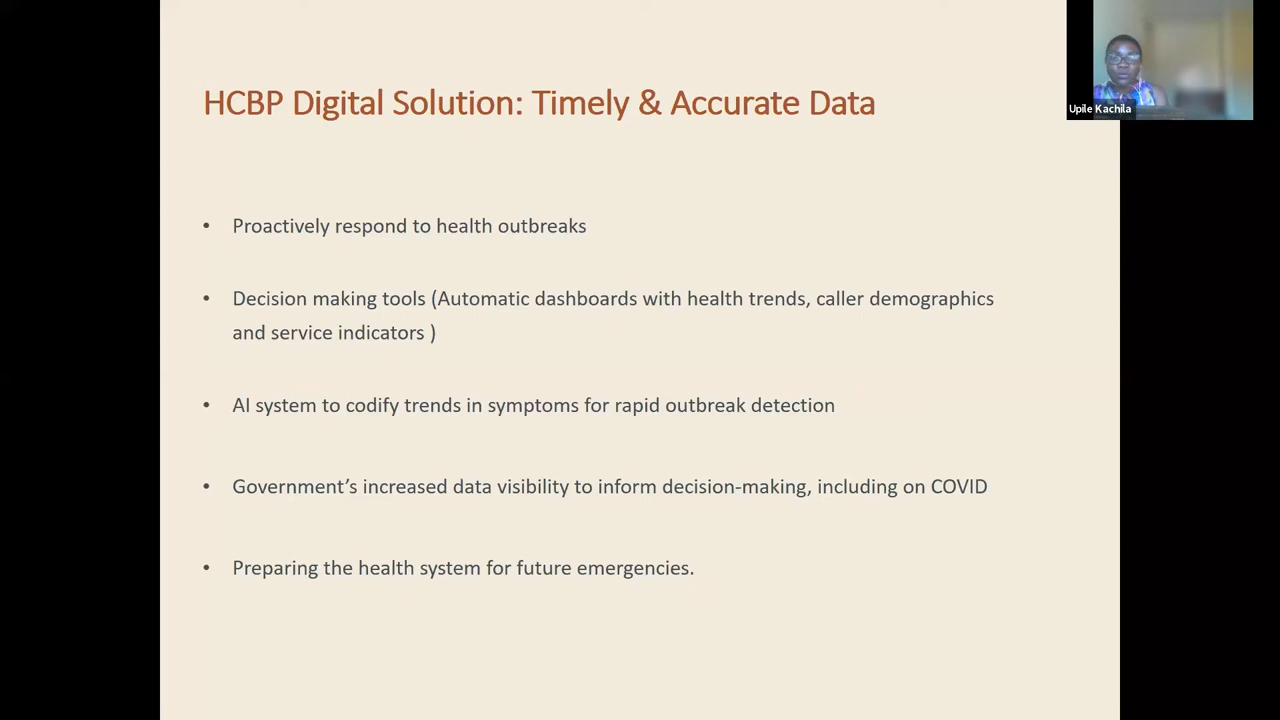 HCBP Digital Solution: Timely & Accurate Data
Upile Kachila
• Proactively respond to health outbreaks
• Decision making tools (Automatic dashboards with health trends, caller demographics
and service indicators )
• AI system to codify trends in symptoms for rapid outbreak detection
• Government’s increased data visibility to inform decision-making, including on COVID
• Preparing the health system for future emergencies.